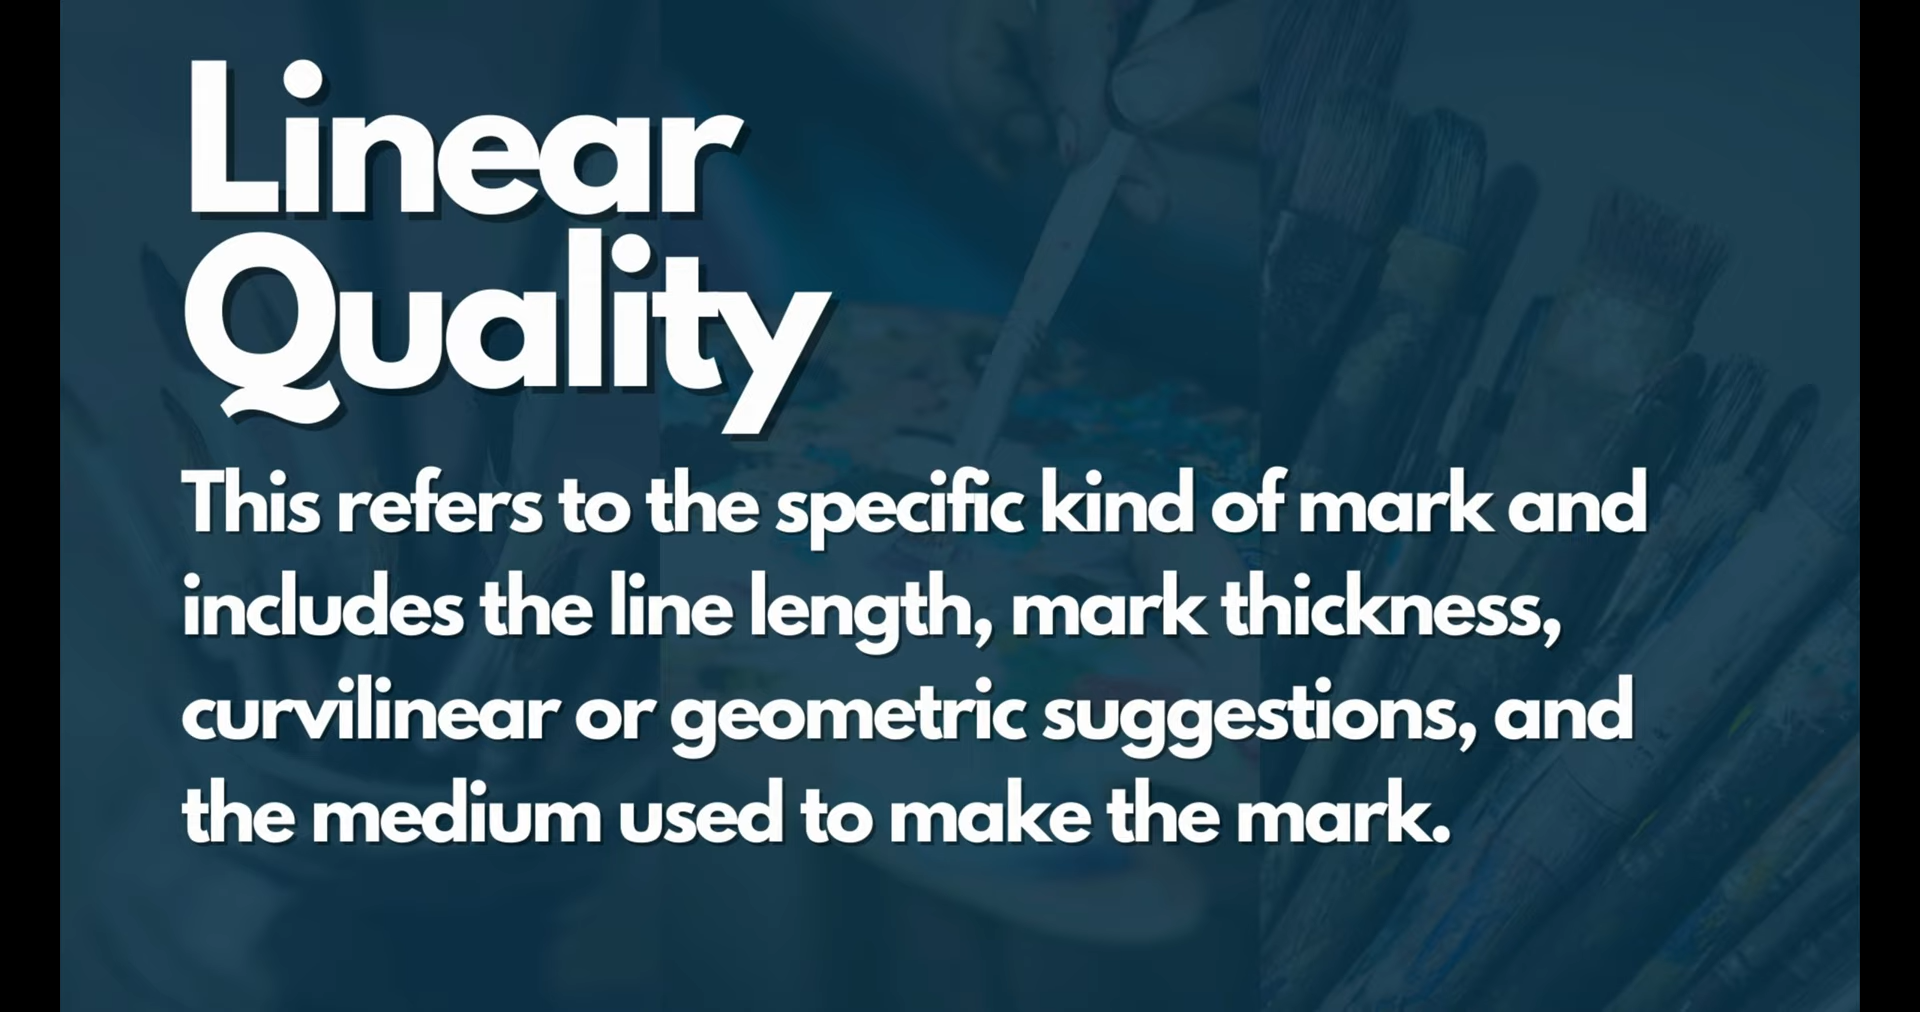 Linear
Quality
This refers to the specific kind of mark and
includes the line length, mark thickness,
curvilinear or geometric suggestions, and
the medium used to make the mark.